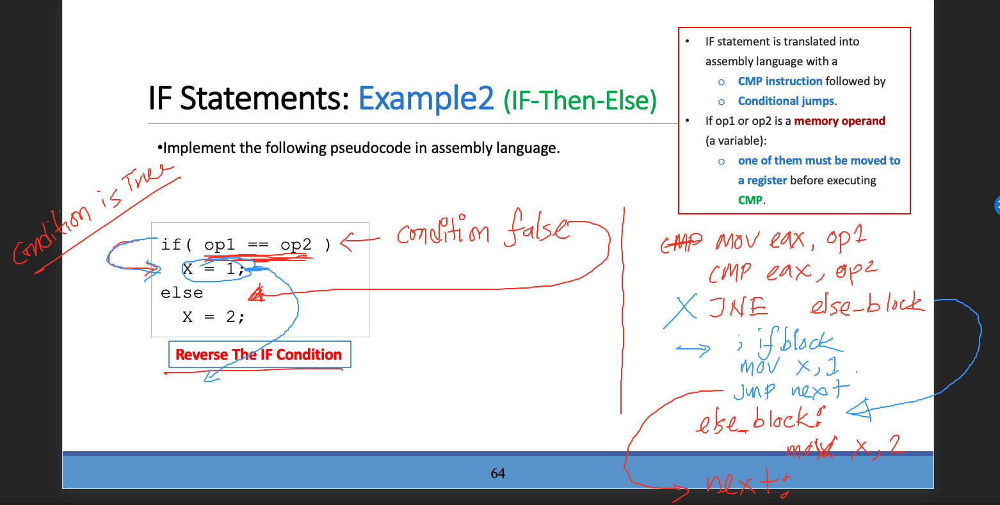 IF Statements: Example2 (IF-Then-Else)
•Implement the following pseudocode in assembly language.
• IF statement is translated into
assembly language with a
o CMP instruction followed by
o Conditional jumps.
• If op1 or op2 is a memory operand
(a variable):
o one of them must be moved to
a register before executing
CMP.
Condition is True
if( op1 == op2 )
X = 1;
else
X = 2;
condition false
Reverse The IF Condition
CMP MOV eax, op1
CMP eax, op2
X JNE else_block
; if block
mov x, 1
Jmp next
else_block:
mov x, 2
next:
64